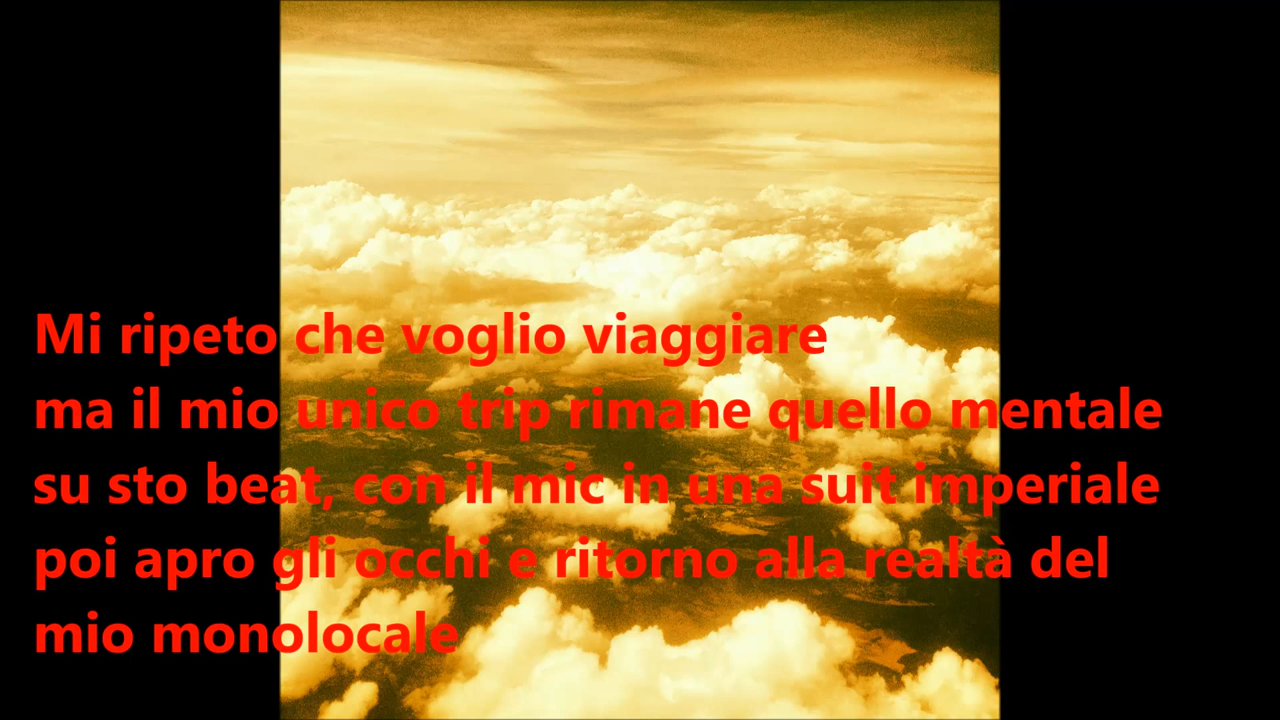 Mi ripeto che voglio viaggiare
ma il mio unico trip rimane quello mentale
su sto beat, con il mic in una suit imperiale
poi apro gli occhi e ritorno alla realtà del
mio monolocale